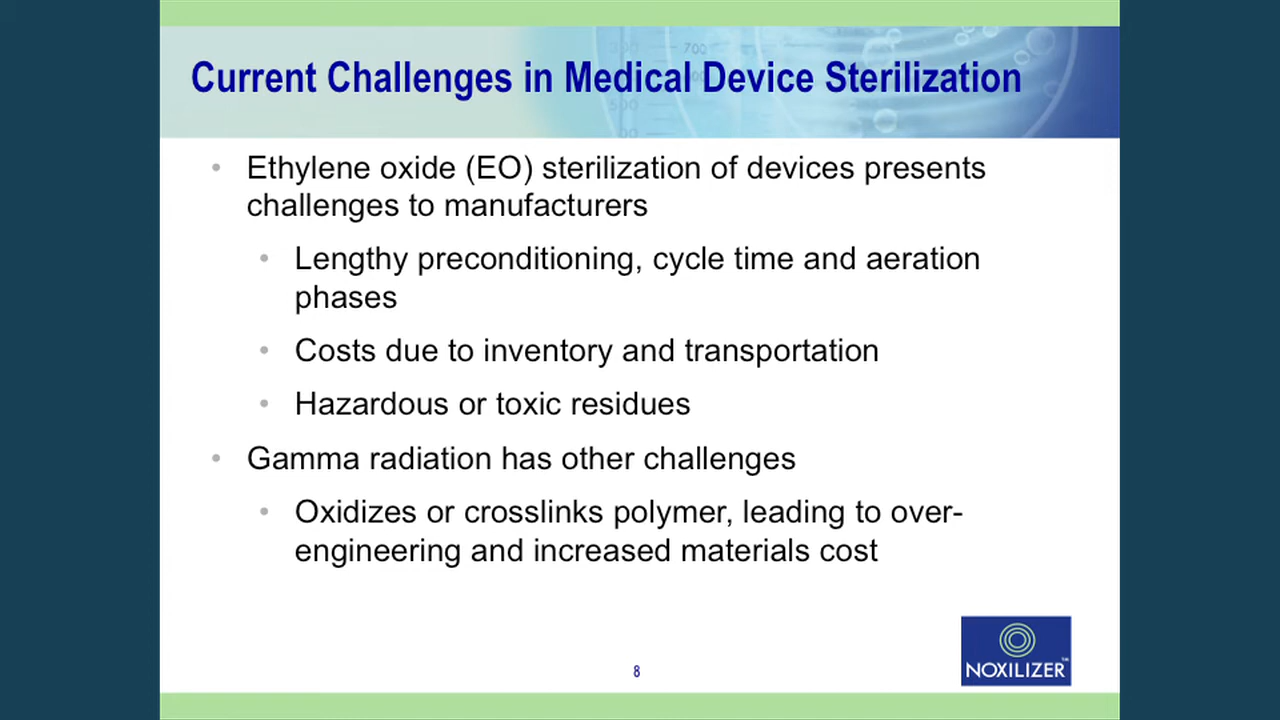 Current Challenges in Medical Device Sterilization
• Ethylene oxide (EO) sterilization of devices presents
challenges to manufacturers
• Lengthy preconditioning, cycle time and aeration
phases
• Costs due to inventory and transportation
• Hazardous or toxic residues
• Gamma radiation has other challenges
• Oxidizes or crosslinks polymer, leading to over-
engineering and increased materials cost
8
NOXILIZER™